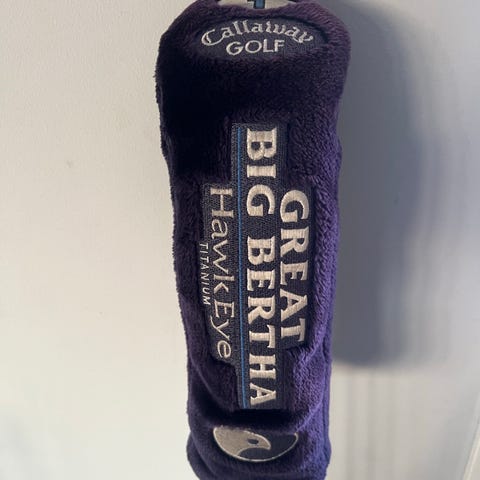 Callaway
GOLF
GREAT
BIG BERTHA
HawkEye
TITANIUM